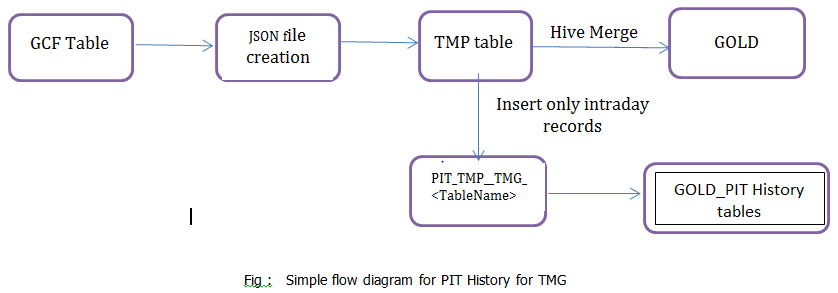 GCF Table
JSON file
creation
TMP table
Hive Merge
GOLD
Insert only intraday
records
PIT_TMP__TMG_
<TableName>
GOLD_PIT History
tables
Fig : Simple flow diagram for PIT History for TMG